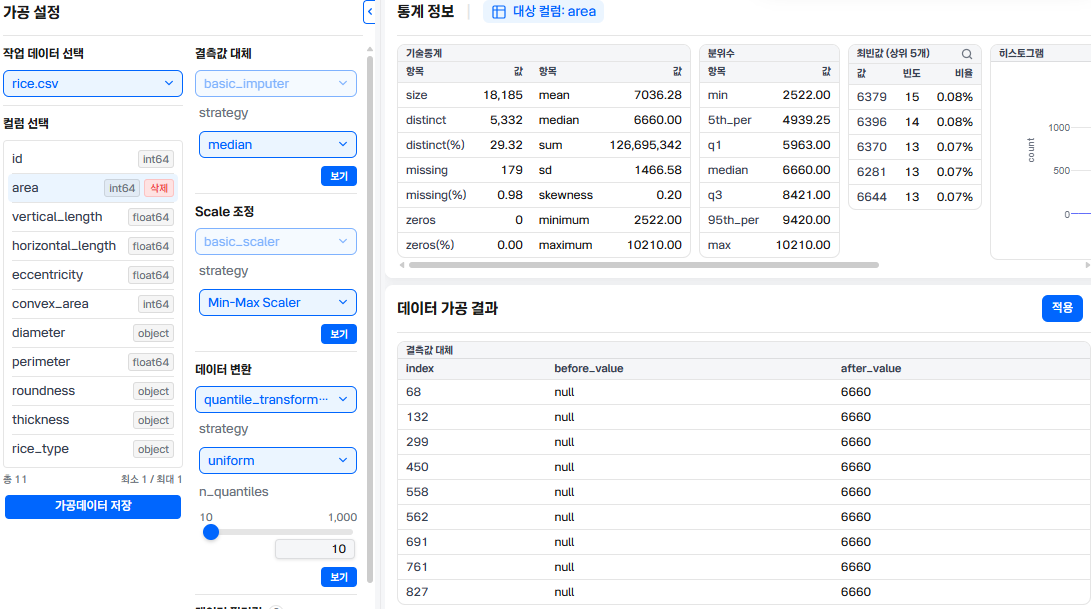 가공 설정
작업 데이터 선택
rice.csv
컬럼 선택
id int64
area int64 삭제
vertical_length float64
horizontal_length float64
eccentricity float64
convex_area int64
diameter object
perimeter float64
roundness object
thickness object
rice_type object
총 11 최소 1 / 최대 1
가공데이터 저장
결측값 대체
basic_imputer
strategy
median
보기
Scale 조정
basic_scaler
strategy
Min-Max Scaler
보기
데이터 변환
quantile_transform···
strategy
uniform
n_quantiles
10 1,000
10
보기
통계 정보 대상 컬럼: area
기술통계
항목 값 항목 값
size 18,185 mean 7036.28
distinct 5,332 median 6660.00
distinct(%) 29.32 sum 126,695,342
missing 179 sd 1466.58
missing(%) 0.98 skewness 0.20
zeros 0 minimum 2522.00
zeros(%) 0.00 maximum 10210.00
분위수
항목 값
min 2522.00
5th_per 4939.25
q1 5963.00
median 6660.00
q3 8421.00
95th_per 9420.00
max 10210.00
최빈값 (상위 5개)
값 빈도 비율
6379 15 0.08%
6396 14 0.08%
6370 13 0.07%
6281 13 0.07%
6644 13 0.07%
히스토그램
count
1000
500
0
데이터 가공 결과 적용
결측값 대체
index before_value after_value
68 null 6660
132 null 6660
299 null 6660
450 null 6660
558 null 6660
562 null 6660
691 null 6660
761 null 6660
827 null 6660